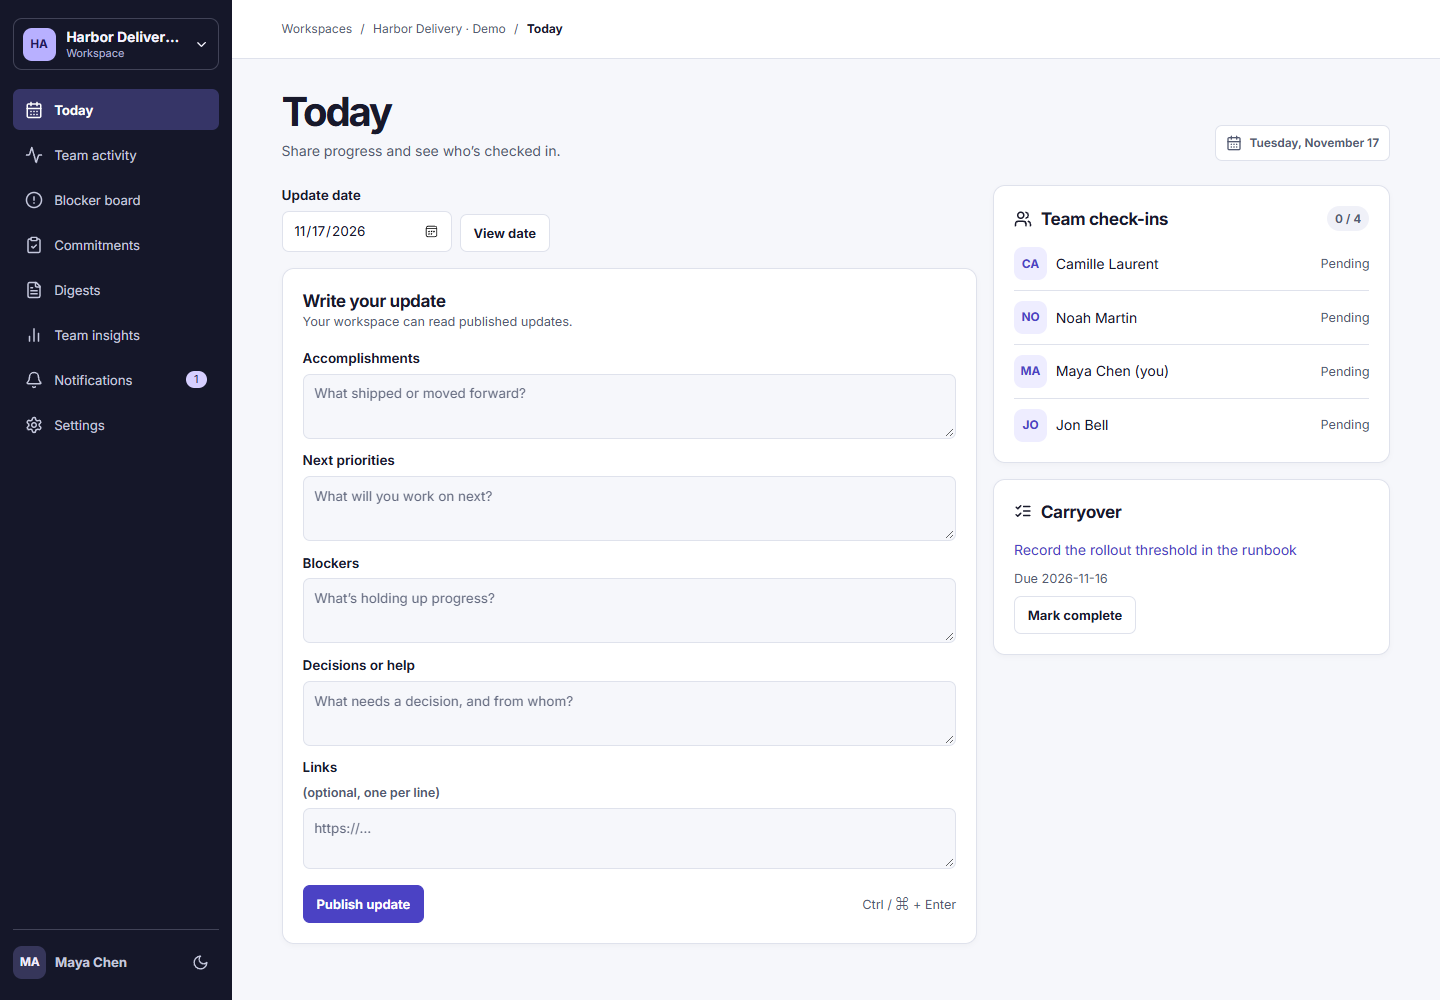 HA
Harbor Deliver...
Workspace
Today
Team activity
Blocker board
Commitments
Digests
Team insights
Notifications 1
Settings
MA Maya Chen
Workspaces / Harbor Delivery · Demo / Today
Today
Share progress and see who’s checked in.
Tuesday, November 17
Update date
11/17/2026
View date
Write your update
Your workspace can read published updates.
Accomplishments
What shipped or moved forward?
Next priorities
What will you work on next?
Blockers
What’s holding up progress?
Decisions or help
What needs a decision, and from whom?
Links
(optional, one per line)
https://...
Publish update
Ctrl / ⌘ + Enter
Team check-ins 0 / 4
CA Camille Laurent Pending
NO Noah Martin Pending
MA Maya Chen (you) Pending
JO Jon Bell Pending
Carryover
Record the rollout threshold in the runbook
Due 2026-11-16
Mark complete